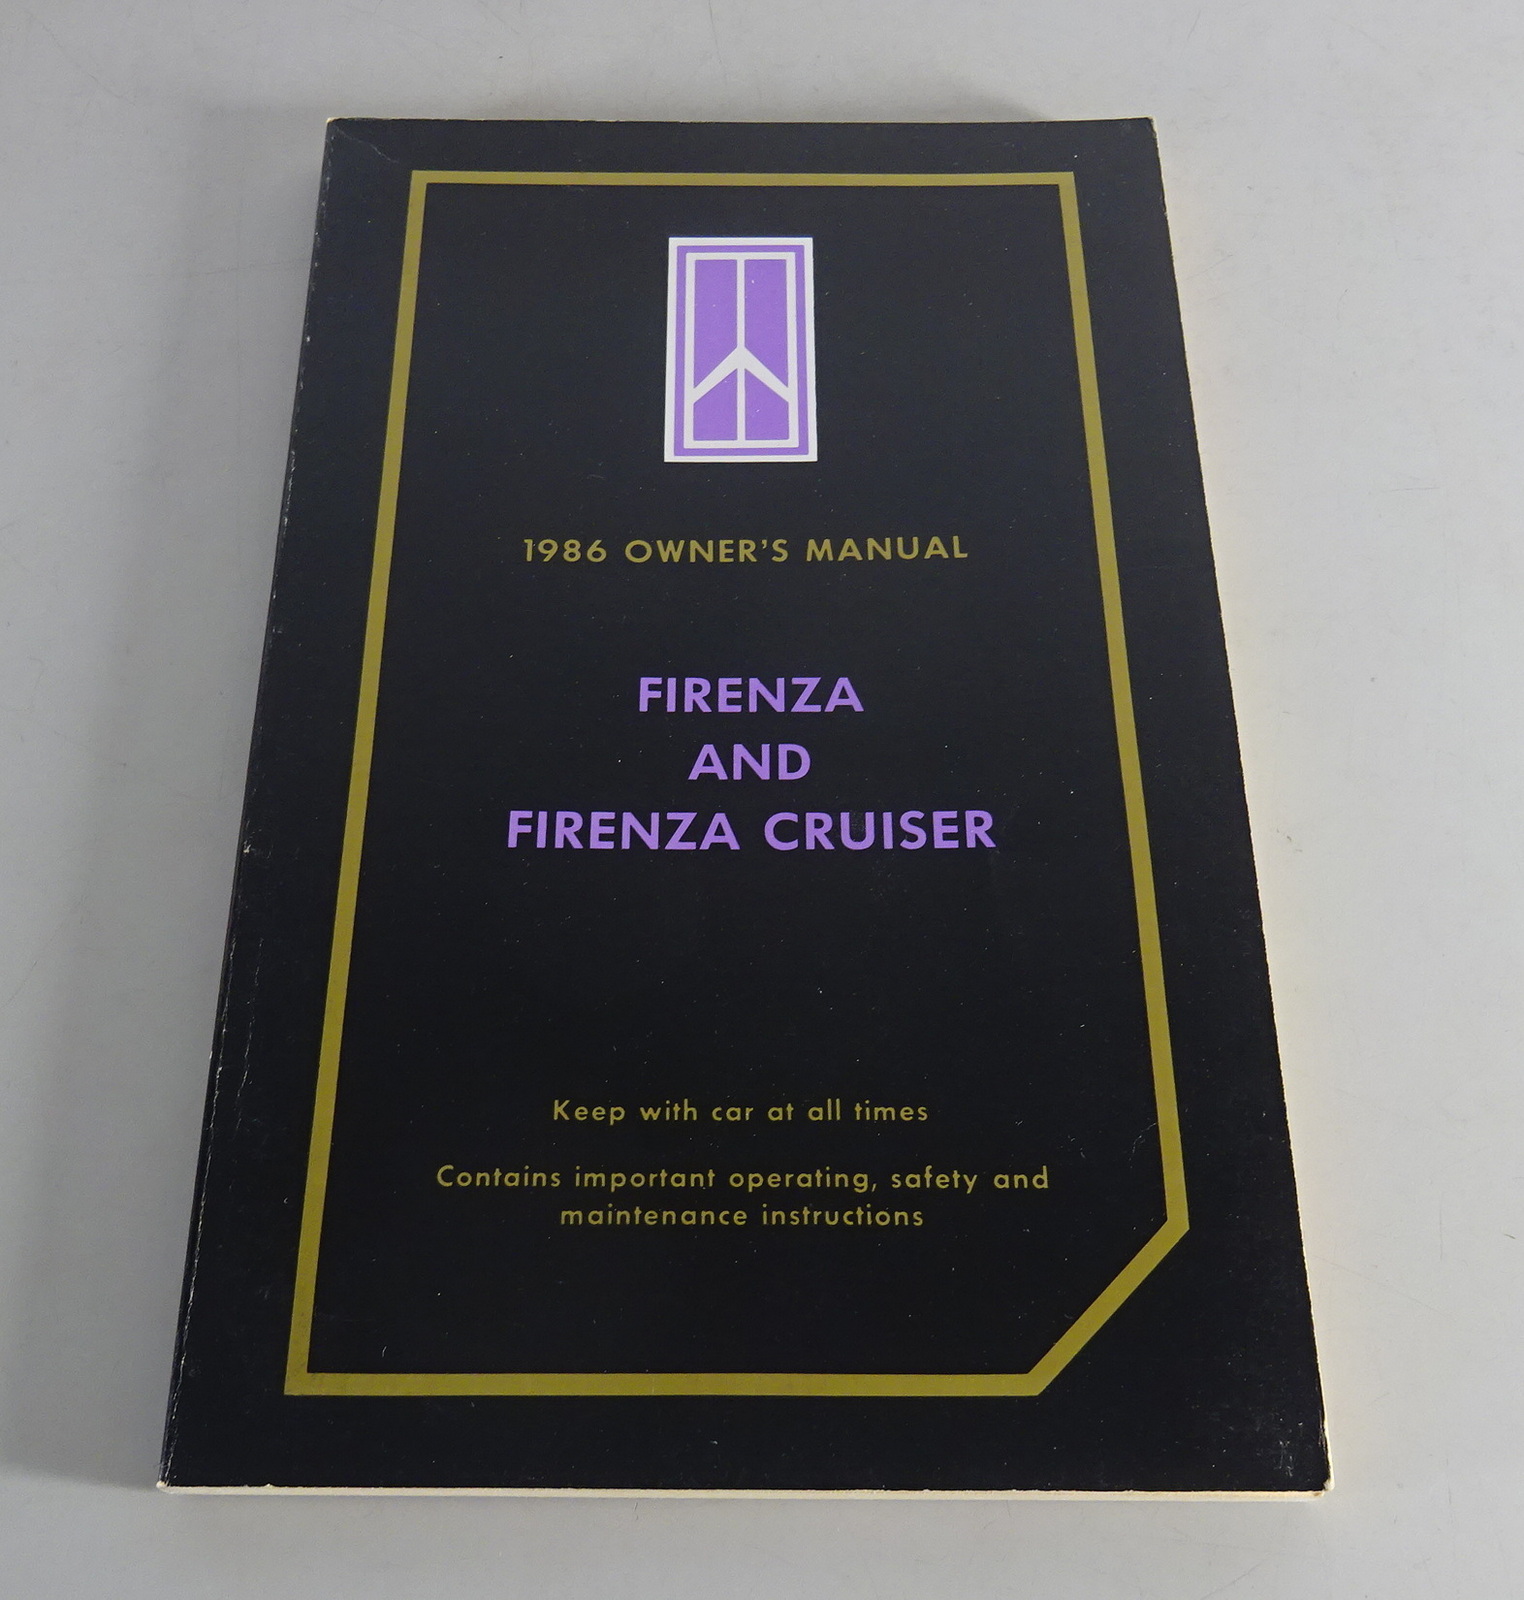 1986 OWNER'S MANUAL
FIRENZA
AND
FIRENZA CRUISER
Keep with car at all times
Contains important operating, safety and
maintenance instructions